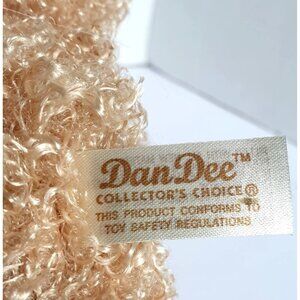 DanDee™
COLLECTOR'S CHOICE®
THIS PRODUCT CONFORMS TO
TOY SAFETY REGULATIONS